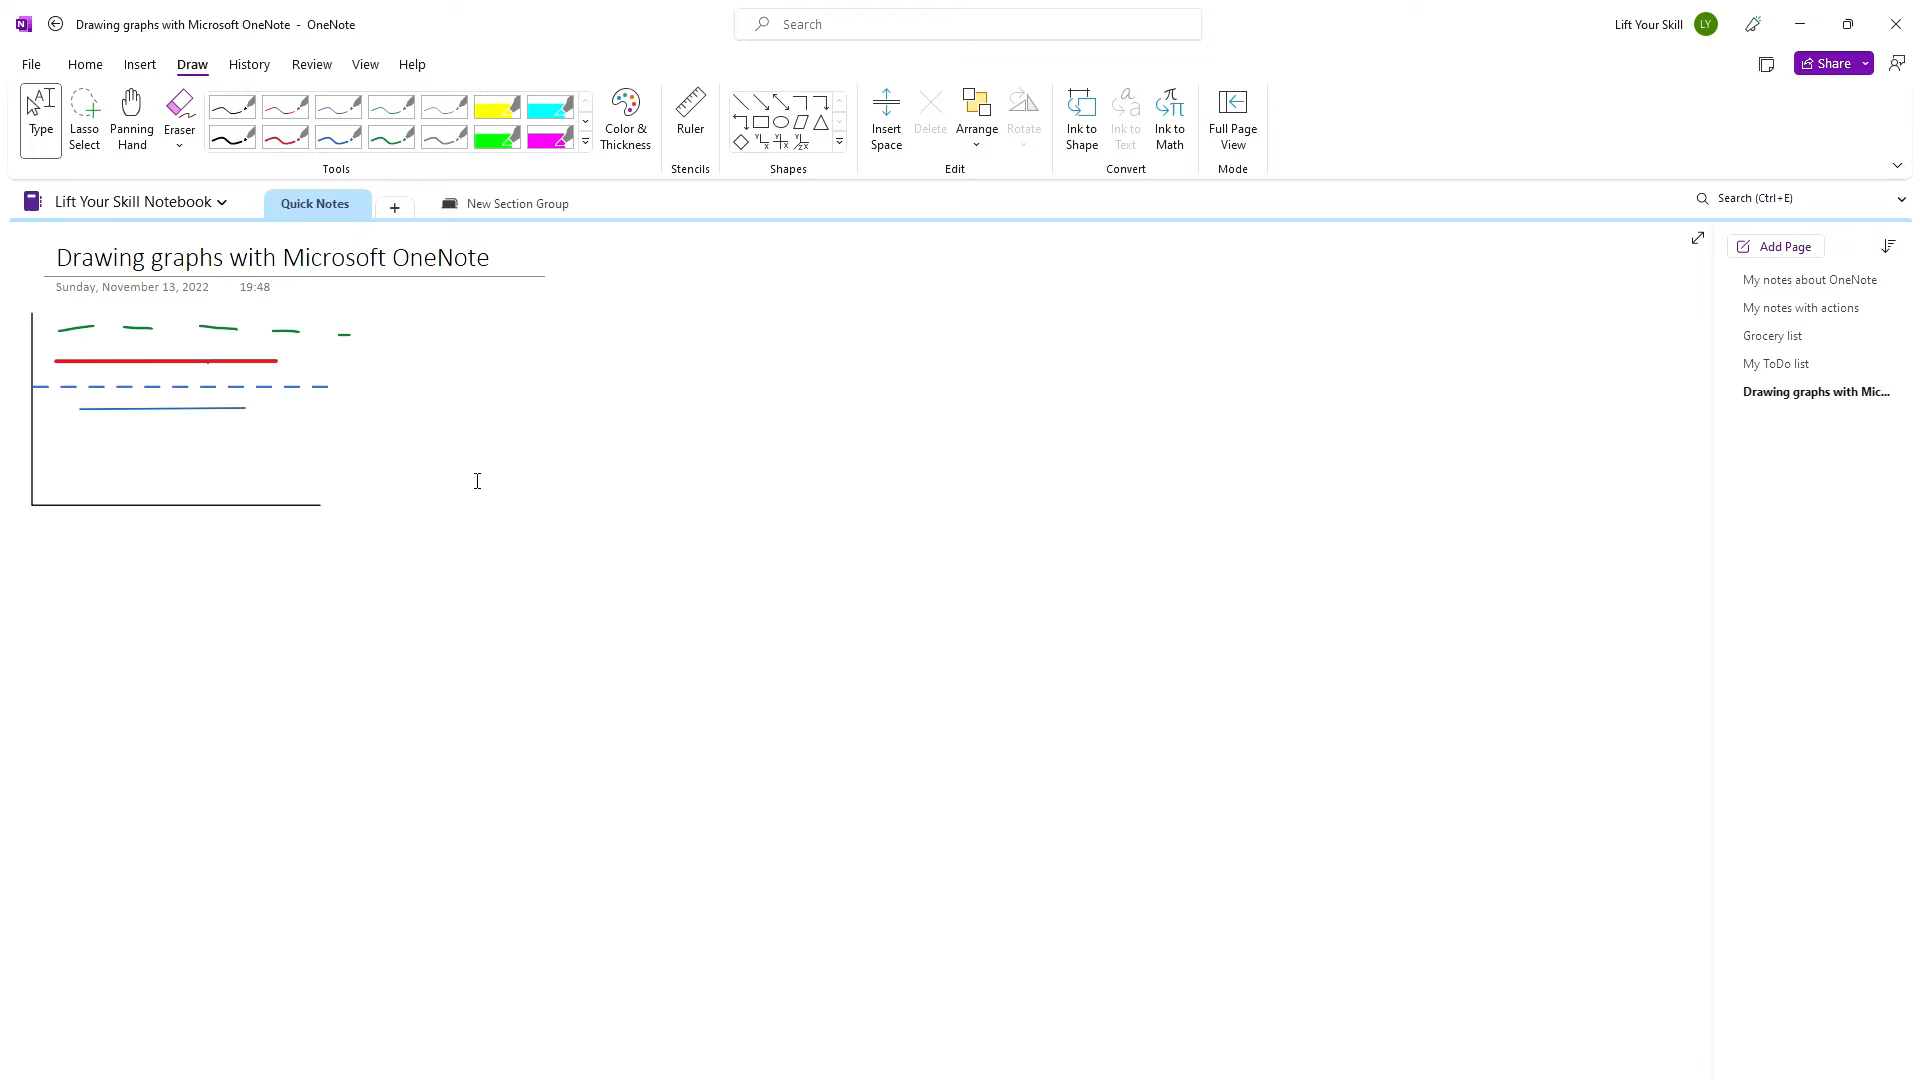 Drawing graphs with Microsoft OneNote - OneNote
Search
Lift Your Skill LY
File Home Insert Draw History Review View Help
Share
Type
Lasso Select
Panning Hand
Eraser
Color & Thickness
Ruler
Insert Space
Delete
Arrange
Rotate
Ink to Shape
Ink to Text
Ink to Math
Full Page View
Tools Stencils Shapes Edit Convert Mode
Lift Your Skill Notebook Quick Notes + New Section Group
Search (Ctrl+E)
Drawing graphs with Microsoft OneNote
Sunday, November 13, 2022 19:48
Add Page
My notes about OneNote
My notes with actions
Grocery list
My ToDo list
Drawing graphs with Mic...